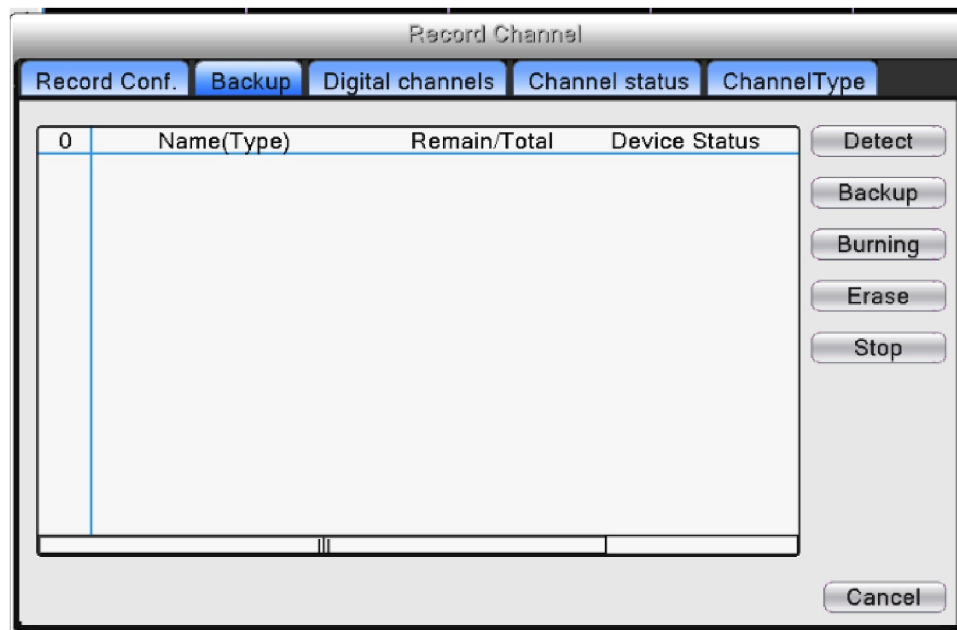 Record Channel
Record Conf. Backup Digital channels Channel status ChannelType
0 Name(Type) Remain/Total Device Status
Detect
Backup
Burning
Erase
Stop
Cancel